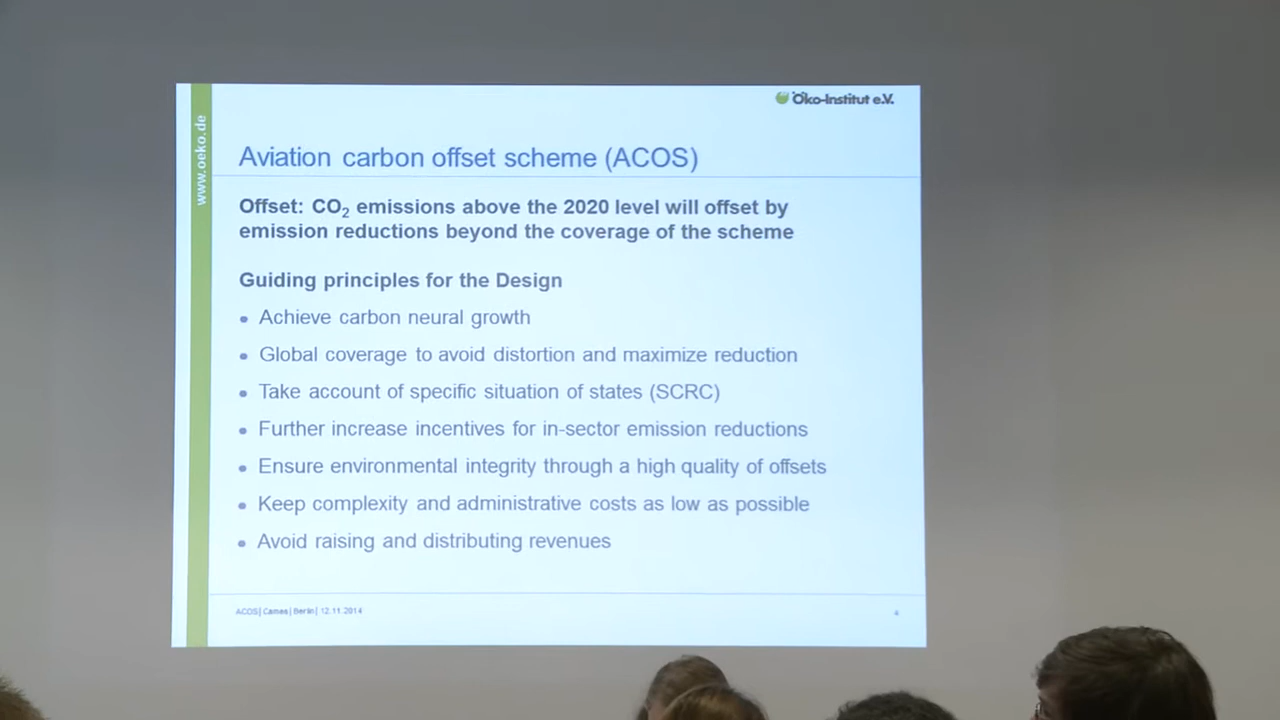 www.oeko.de
Öko-Institut e.V.
Aviation carbon offset scheme (ACOS)
Offset: CO₂ emissions above the 2020 level will offset by
emission reductions beyond the coverage of the scheme
Guiding principles for the Design
• Achieve carbon neural growth
• Global coverage to avoid distortion and maximize reduction
• Take account of specific situation of states (SCRC)
• Further increase incentives for in-sector emission reductions
• Ensure environmental integrity through a high quality of offsets
• Keep complexity and administrative costs as low as possible
• Avoid raising and distributing revenues
ACOS| Cames | Berlin | 12.11.2014
4